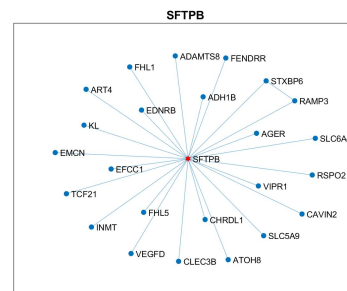 SFTPB
ADAMTS8
FENDRR
FHL1
STXBP6
ART4
ADH1B
RAMP3
EDNRB
KL
AGER
SLC6A
EMCN
SFTPB
EFCC1
RSPO2
VIPR1
TCF21
FHL5
CAVIN2
CHRDL1
INMT
SLC5A9
VEGFD
ATOH8
CLEC3B